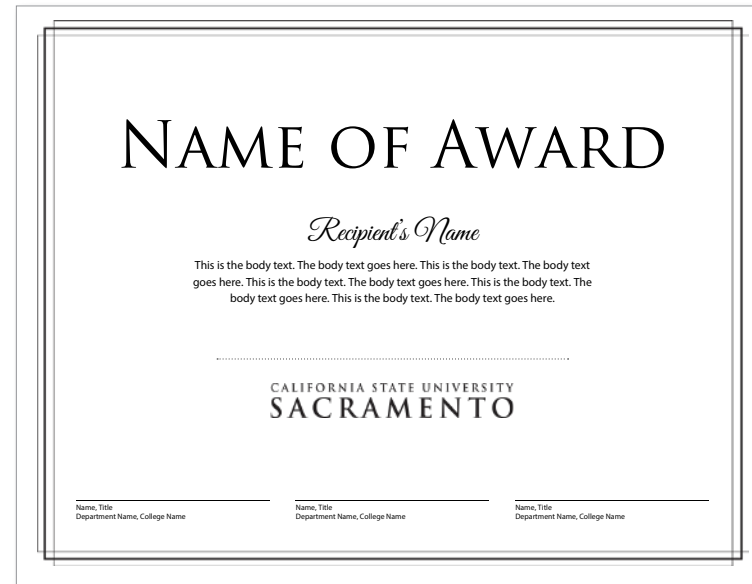 NAME OF AWARD
Recipient's Name
This is the body text. The body text goes here. This is the body text. The body text
goes here. This is the body text. The body text goes here. This is the body text. The
body text goes here. This is the body text. The body text goes here.
CALIFORNIA STATE UNIVERSITY
SACRAMENTO
Name, Title
Department Name, College Name
Name, Title
Department Name, College Name
Name, Title
Department Name, College Name